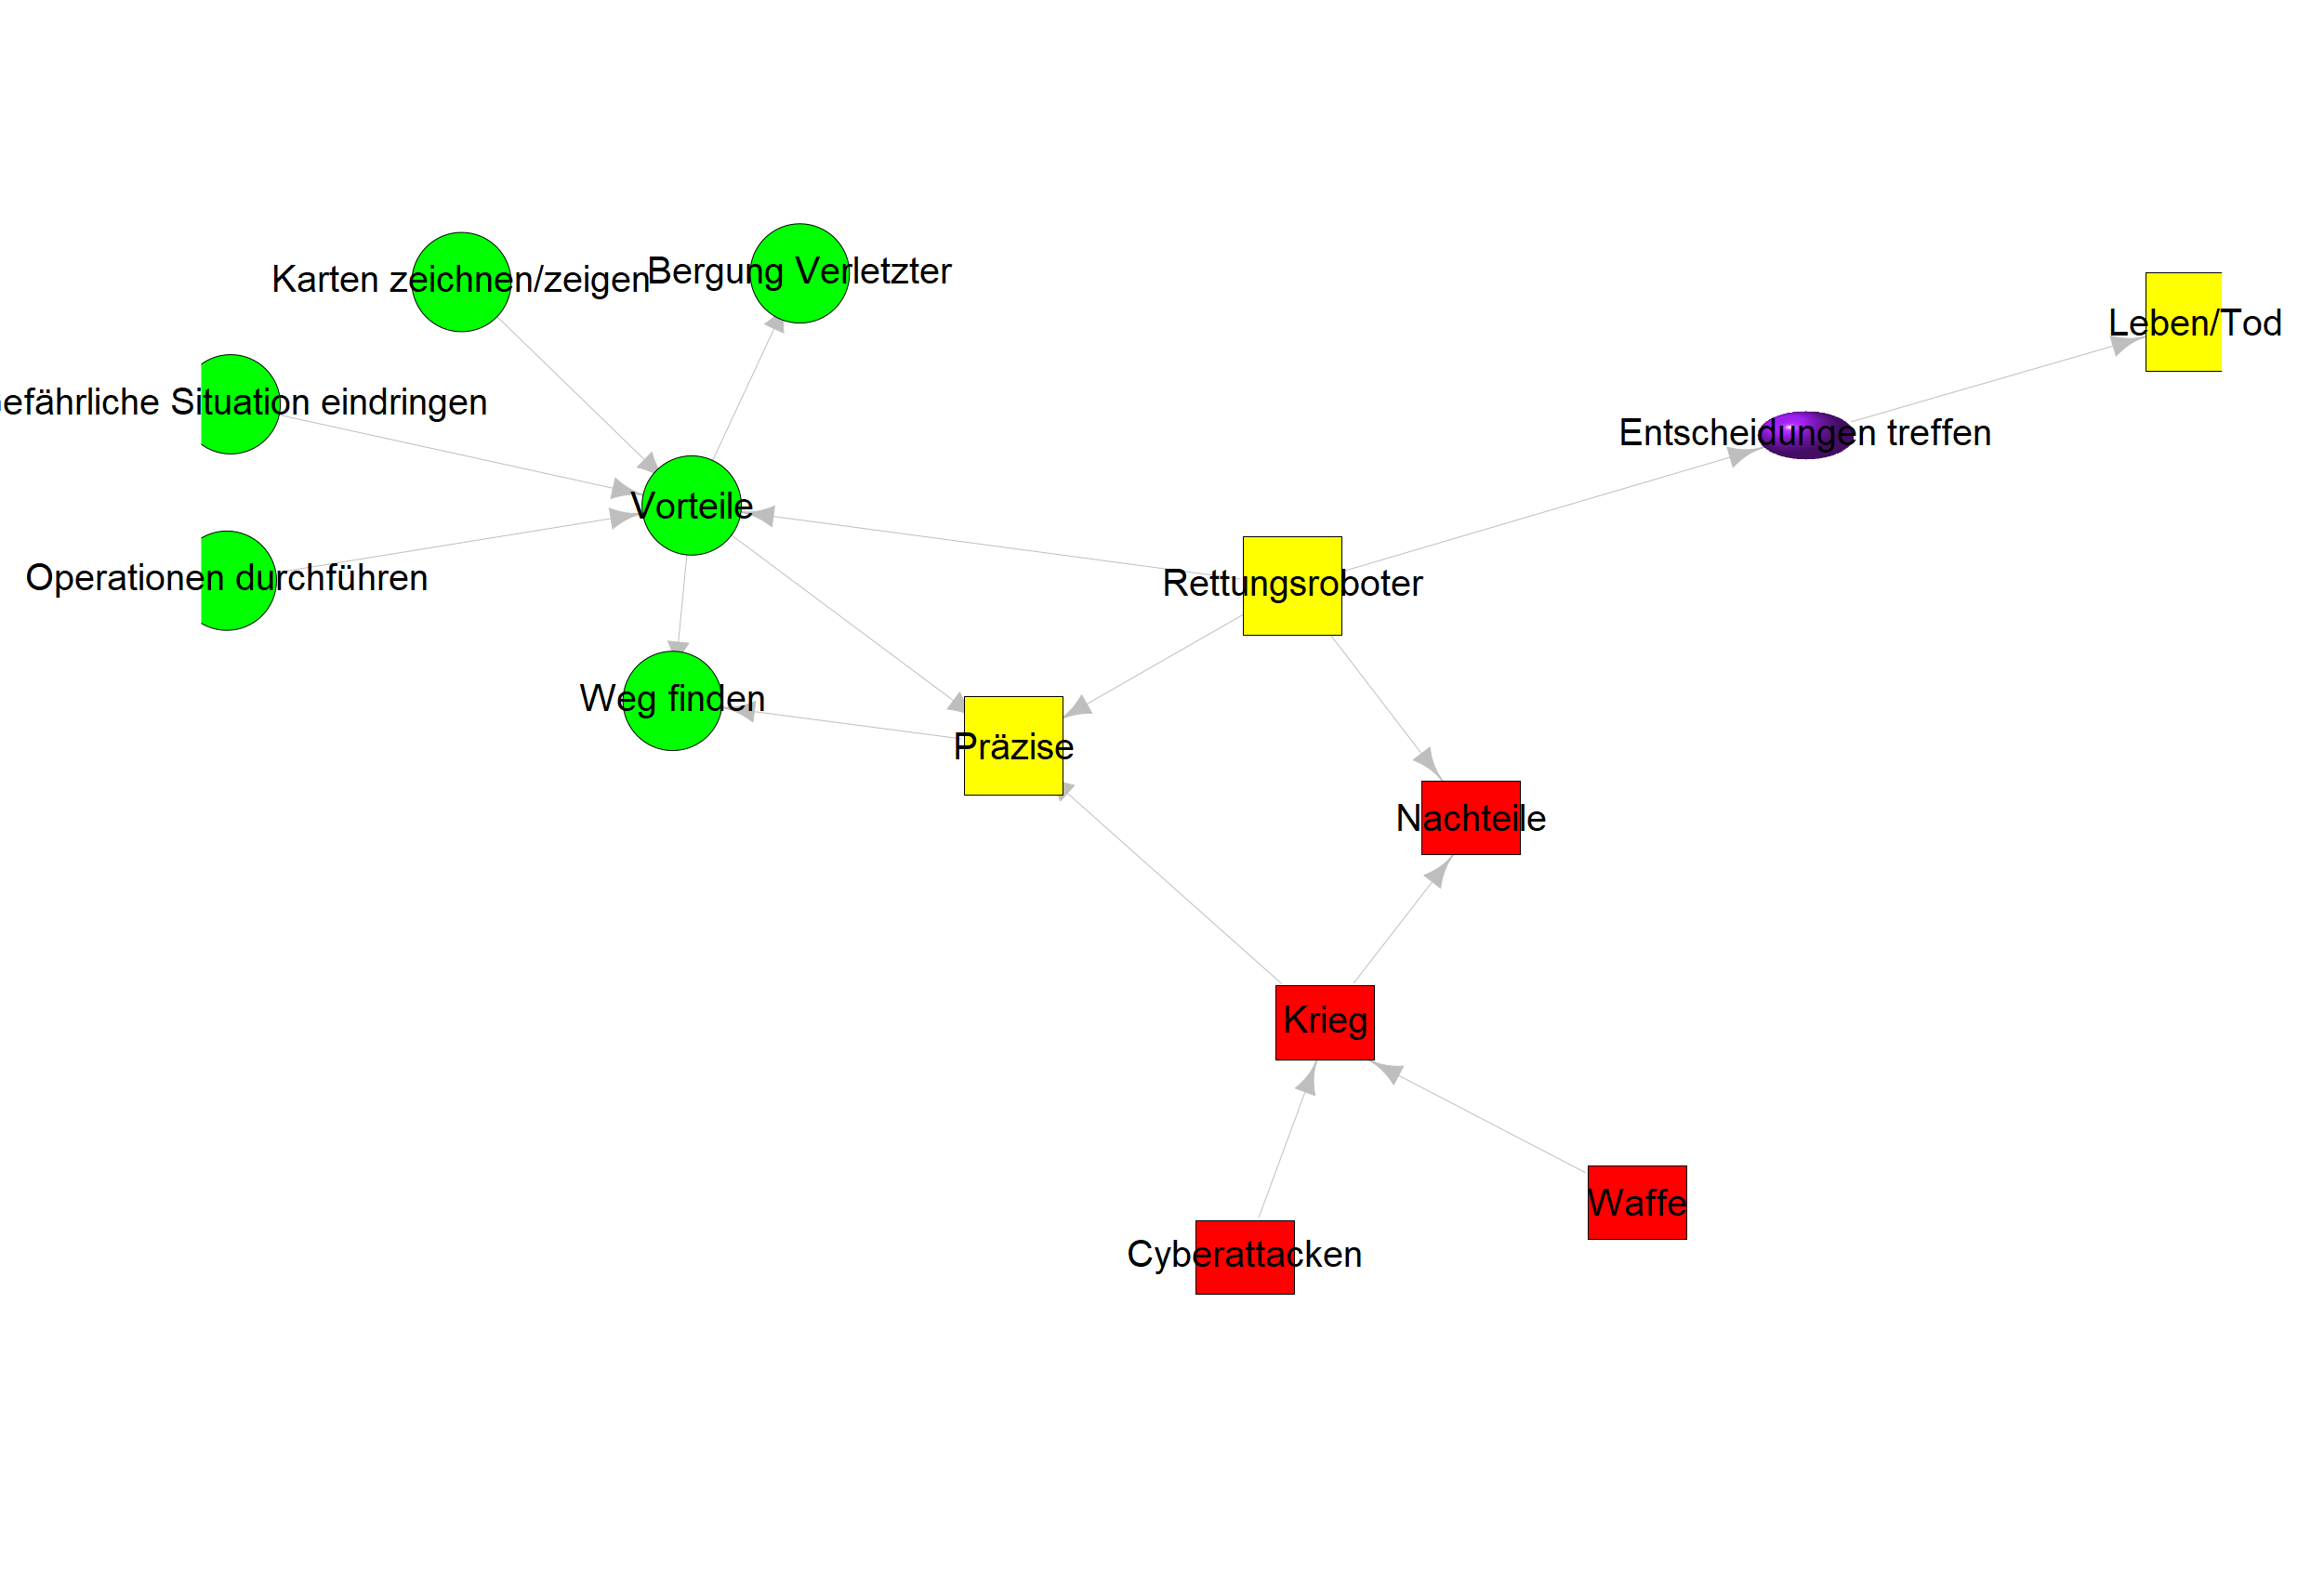 Bergung Verletzter
Karten zeichnen/zeigen
Leben/Tod
efährliche Situation eindringen
Entscheidungen treffen
Vorteile
Operationen durchführen
Rettungsroboter
Weg finden
Präzise
Nachteile
Krieg
Waffe
Cyberattacken